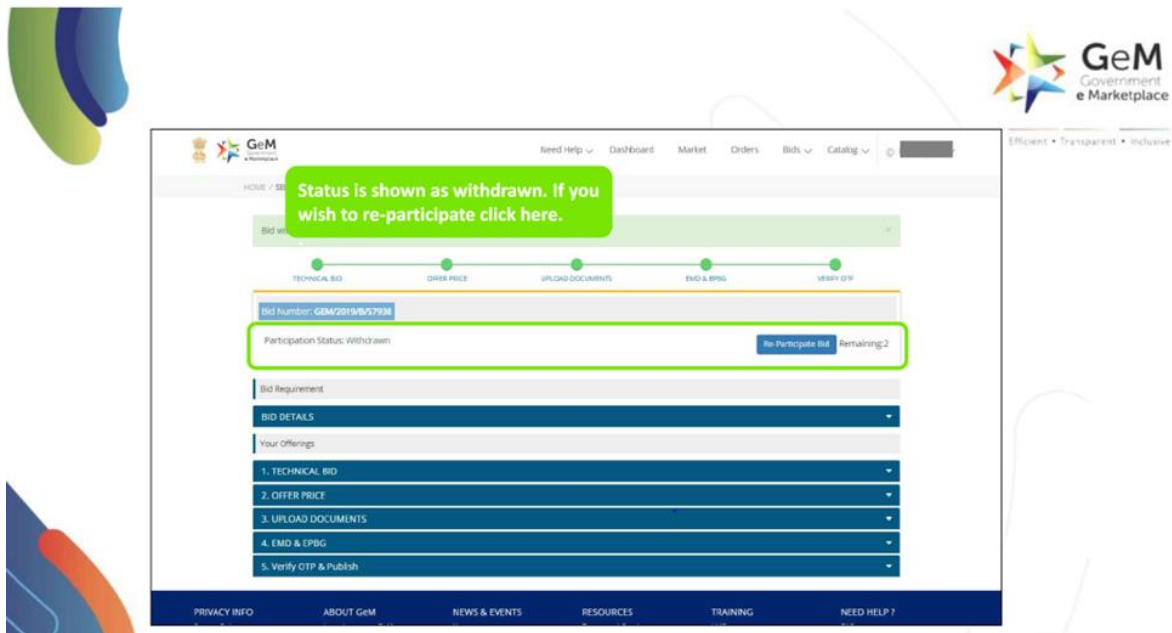 GeM
Government
e Marketplace
Efficient • Transparent • Inclusive
GeM
Government
e Marketplace
Need Help
Dashboard
Market
Orders
Bids
Catalog
HOME /
Status is shown as withdrawn. If you
wish to re-participate click here.
Bid
TECHNICAL BID
OFFER PRICE
UPLOAD DOCUMENTS
EMD & EPBG
VERIFY OTP
Bid Number: GEM/2019/B/57938
Participation Status: Withdrawn
Re-Participate Bid
Remaining:2
Bid Requirement
BID DETAILS
Your Offerings
1. TECHNICAL BID
2. OFFER PRICE
3. UPLOAD DOCUMENTS
4. EMD & EPBG
5. Verify OTP & Publish
PRIVACY INFO
ABOUT GeM
NEWS & EVENTS
RESOURCES
TRAINING
NEED HELP ?